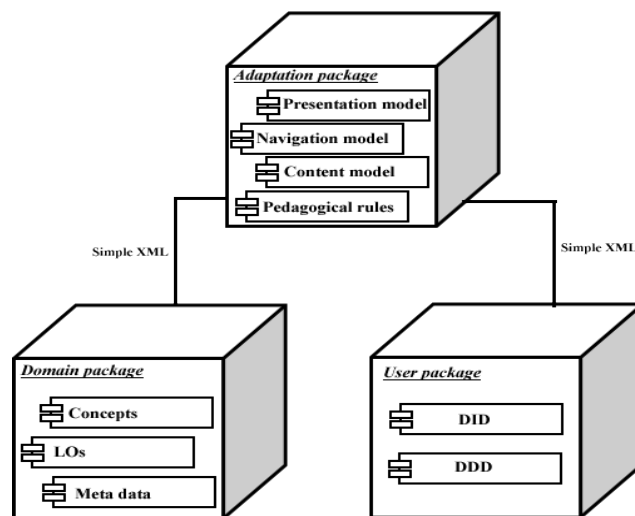 Adaptation package
Presentation model
Navigation model
Content model
Pedagogical rules
Simple XML
Simple XML
Domain package
Concepts
LOs
Meta data
User package
DID
DDD